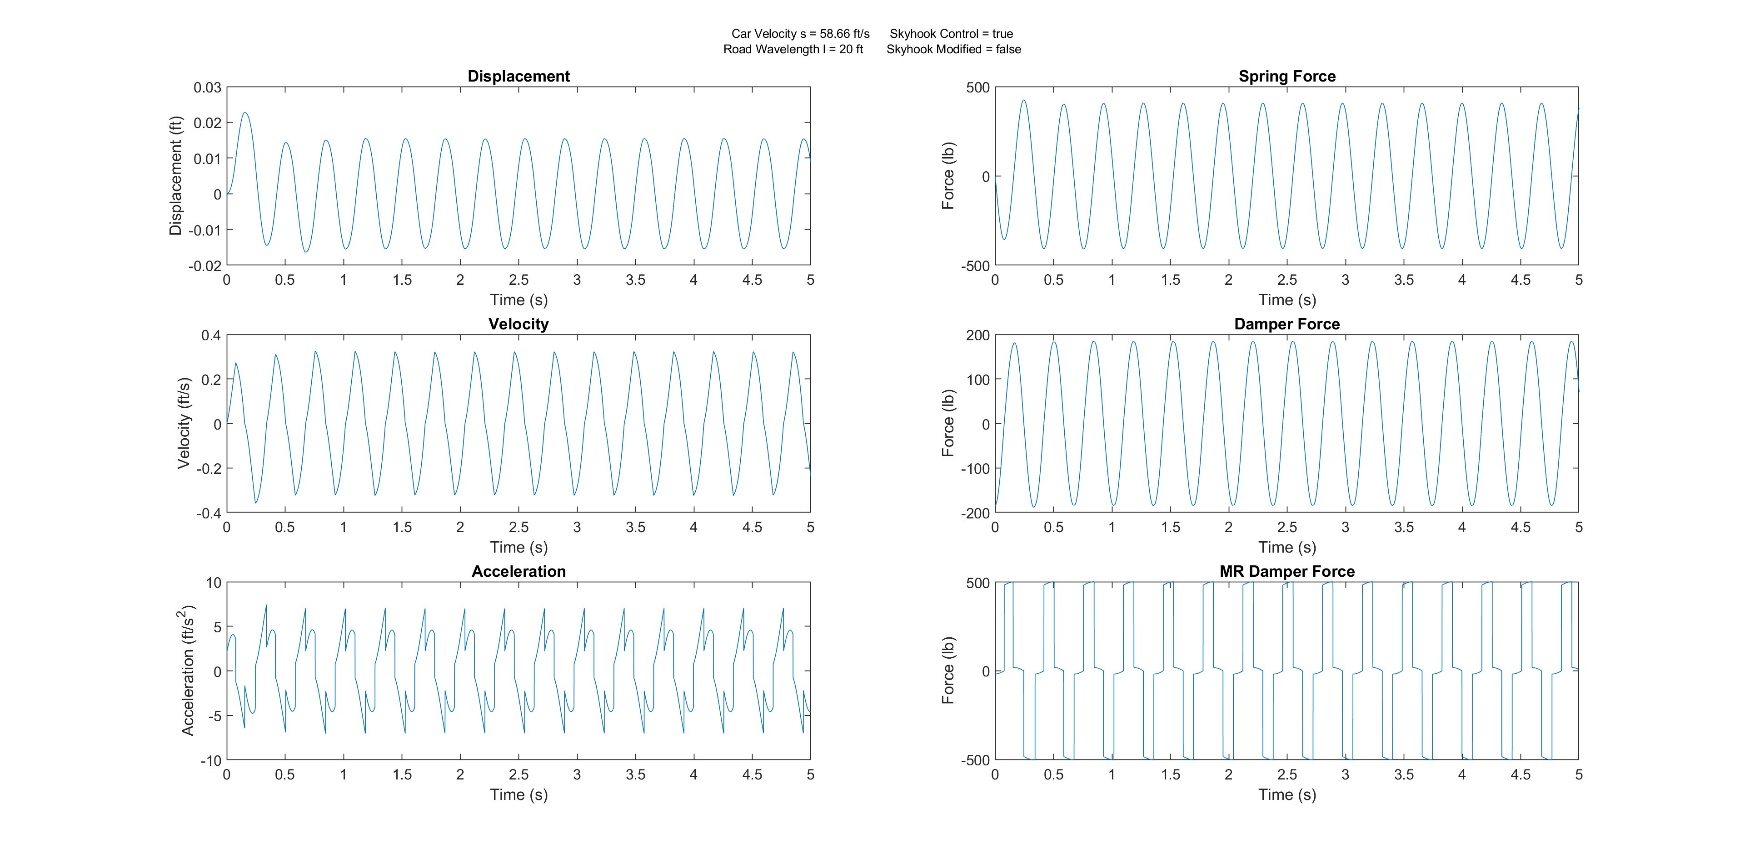 Car Velocity s = 58.66 ft/s Skyhook Control = true
Road Wavelength l = 20 ft Skyhook Modified = false
Displacement
0.03
0.02
0.01
0
-0.01
-0.02
Displacement (ft)
0 0.5 1 1.5 2 2.5 3 3.5 4 4.5 5
Time (s)
Spring Force
500
0
-500
Force (lb)
0 0.5 1 1.5 2 2.5 3 3.5 4 4.5 5
Time (s)
Velocity
0.4
0.2
0
-0.2
-0.4
Velocity (ft/s)
0 0.5 1 1.5 2 2.5 3 3.5 4 4.5 5
Time (s)
Damper Force
200
100
0
-100
-200
Force (lb)
0 0.5 1 1.5 2 2.5 3 3.5 4 4.5 5
Time (s)
Acceleration
10
5
0
-5
-10
Acceleration (ft/s²)
0 0.5 1 1.5 2 2.5 3 3.5 4 4.5 5
Time (s)
MR Damper Force
500
0
-500
Force (lb)
0 0.5 1 1.5 2 2.5 3 3.5 4 4.5 5
Time (s)